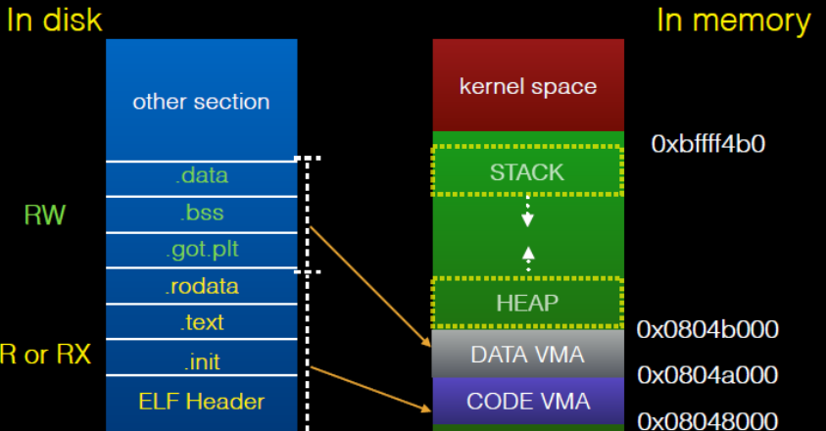 In disk
In memory
other section
kernel space
0xbffff4b0
.data
STACK
RW
.bss
.got.plt
.rodata
HEAP
.text
0x0804b000
R or RX
.init
DATA VMA
0x0804a000
ELF Header
CODE VMA
0x08048000